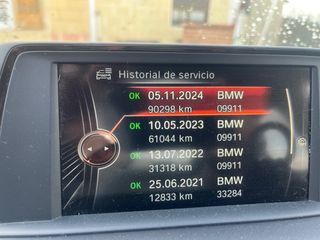 Historial de servicio
OK 05.11.2024 BMW
90298 km 09911
OK 10.05.2023 BMW
61044 km 09911
OK 13.07.2022 BMW
31318 km 09911
OK 25.06.2021 BMW
12833 km 33284